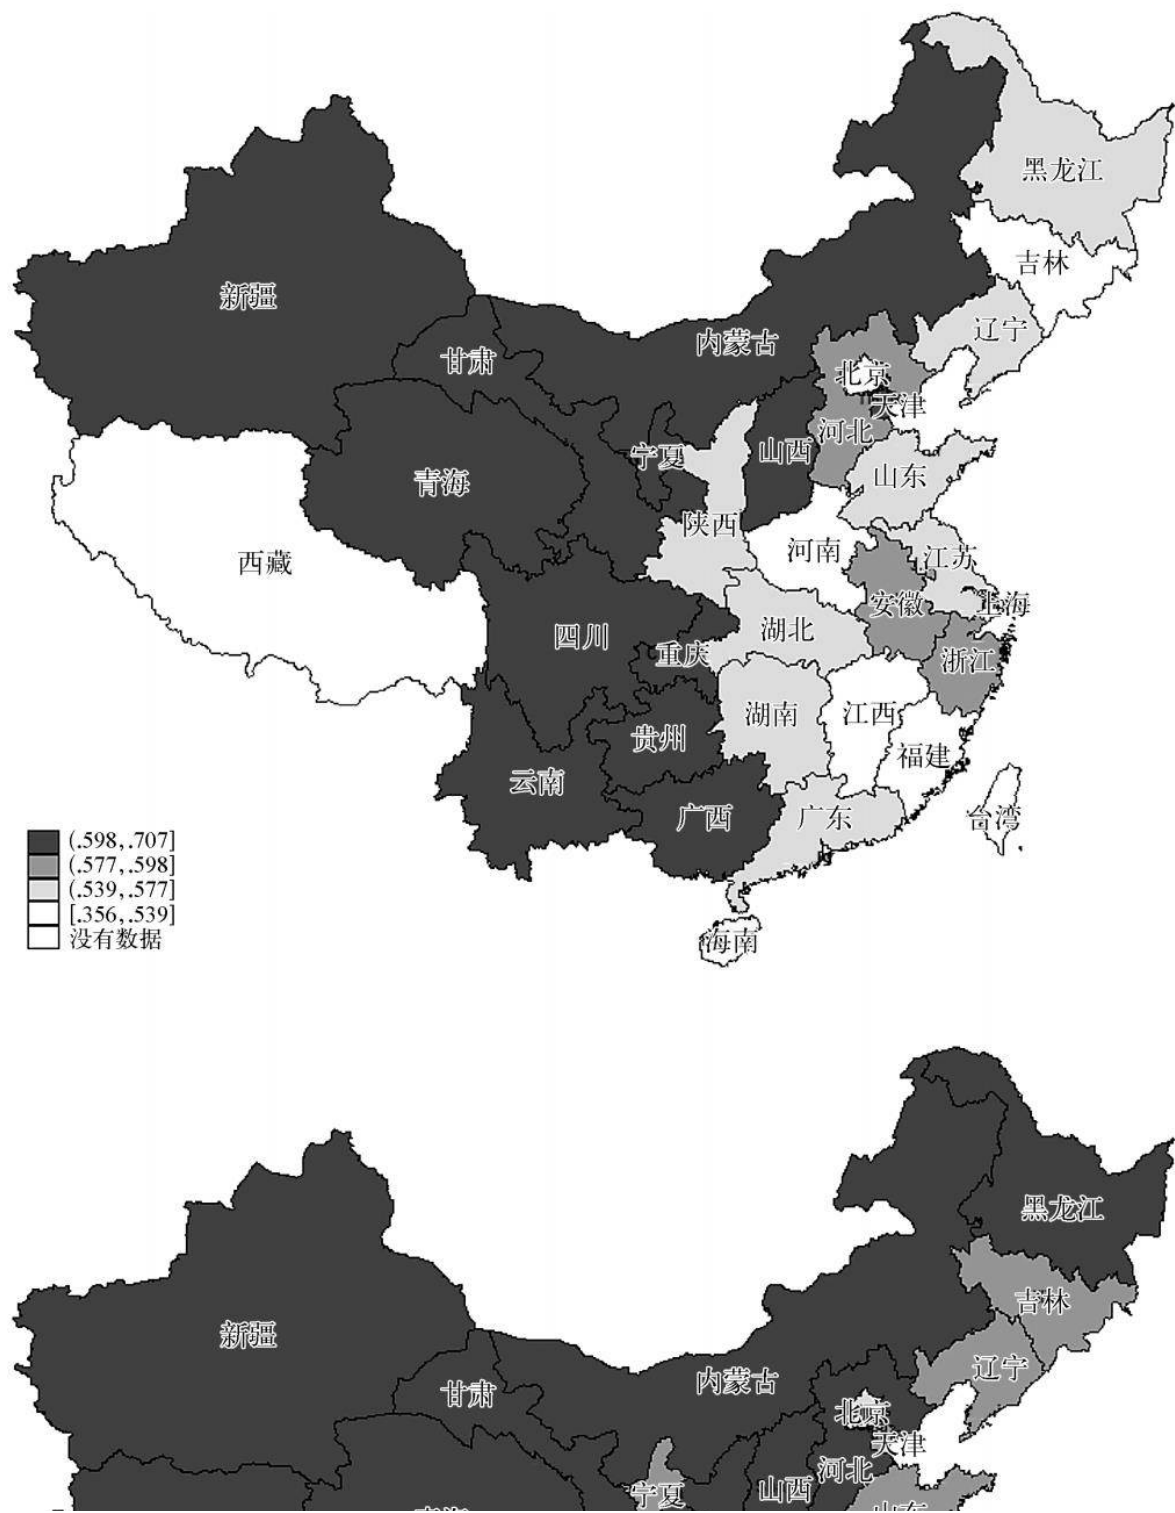 黑龙江
吉林
新疆
辽宁
内蒙古
甘肃
北京
天津
河北
宁夏
山西
山东
青海
陕西
河南
江苏
西藏
安徽
上海
湖北
四川
重庆
浙江
湖南
江西
贵州
福建
云南
广西
广东
台湾
(.598,.707]
(.577,.598]
(.539,.577]
[.356,.539]
没有数据
海南
黑龙江
吉林
新疆
辽宁
内蒙古
甘肃
北京
天津
河北
山西
宁夏